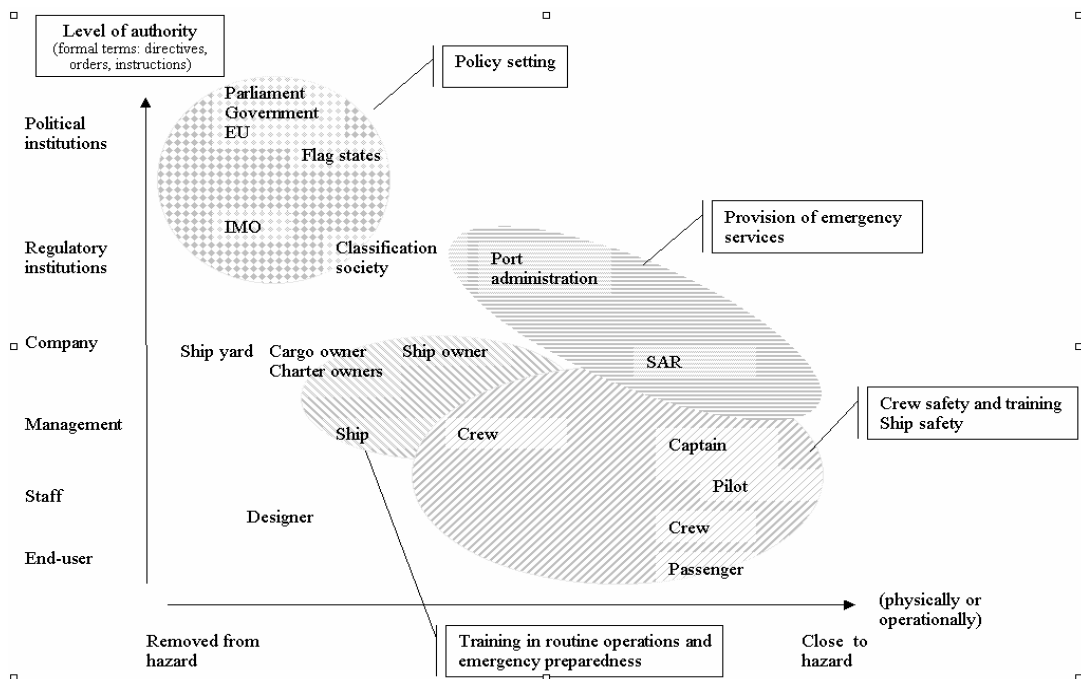 Level of authority
(formal terms: directives,
orders, instructions)
Policy setting
Parliament
Government
EU
Political
institutions
Flag states
IMO
Provision of emergency
services
Regulatory
institutions
Classification
society
Port
administration
Company
Ship yard
Cargo owner
Charter owners
Ship owner
SAR
Crew safety and training
Ship safety
Management
Ship
Crew
Captain
Pilot
Staff
Designer
Crew
End-user
Passenger
(physically or
operationally)
Removed from
hazard
Training in routine operations and
emergency preparedness
Close to
hazard